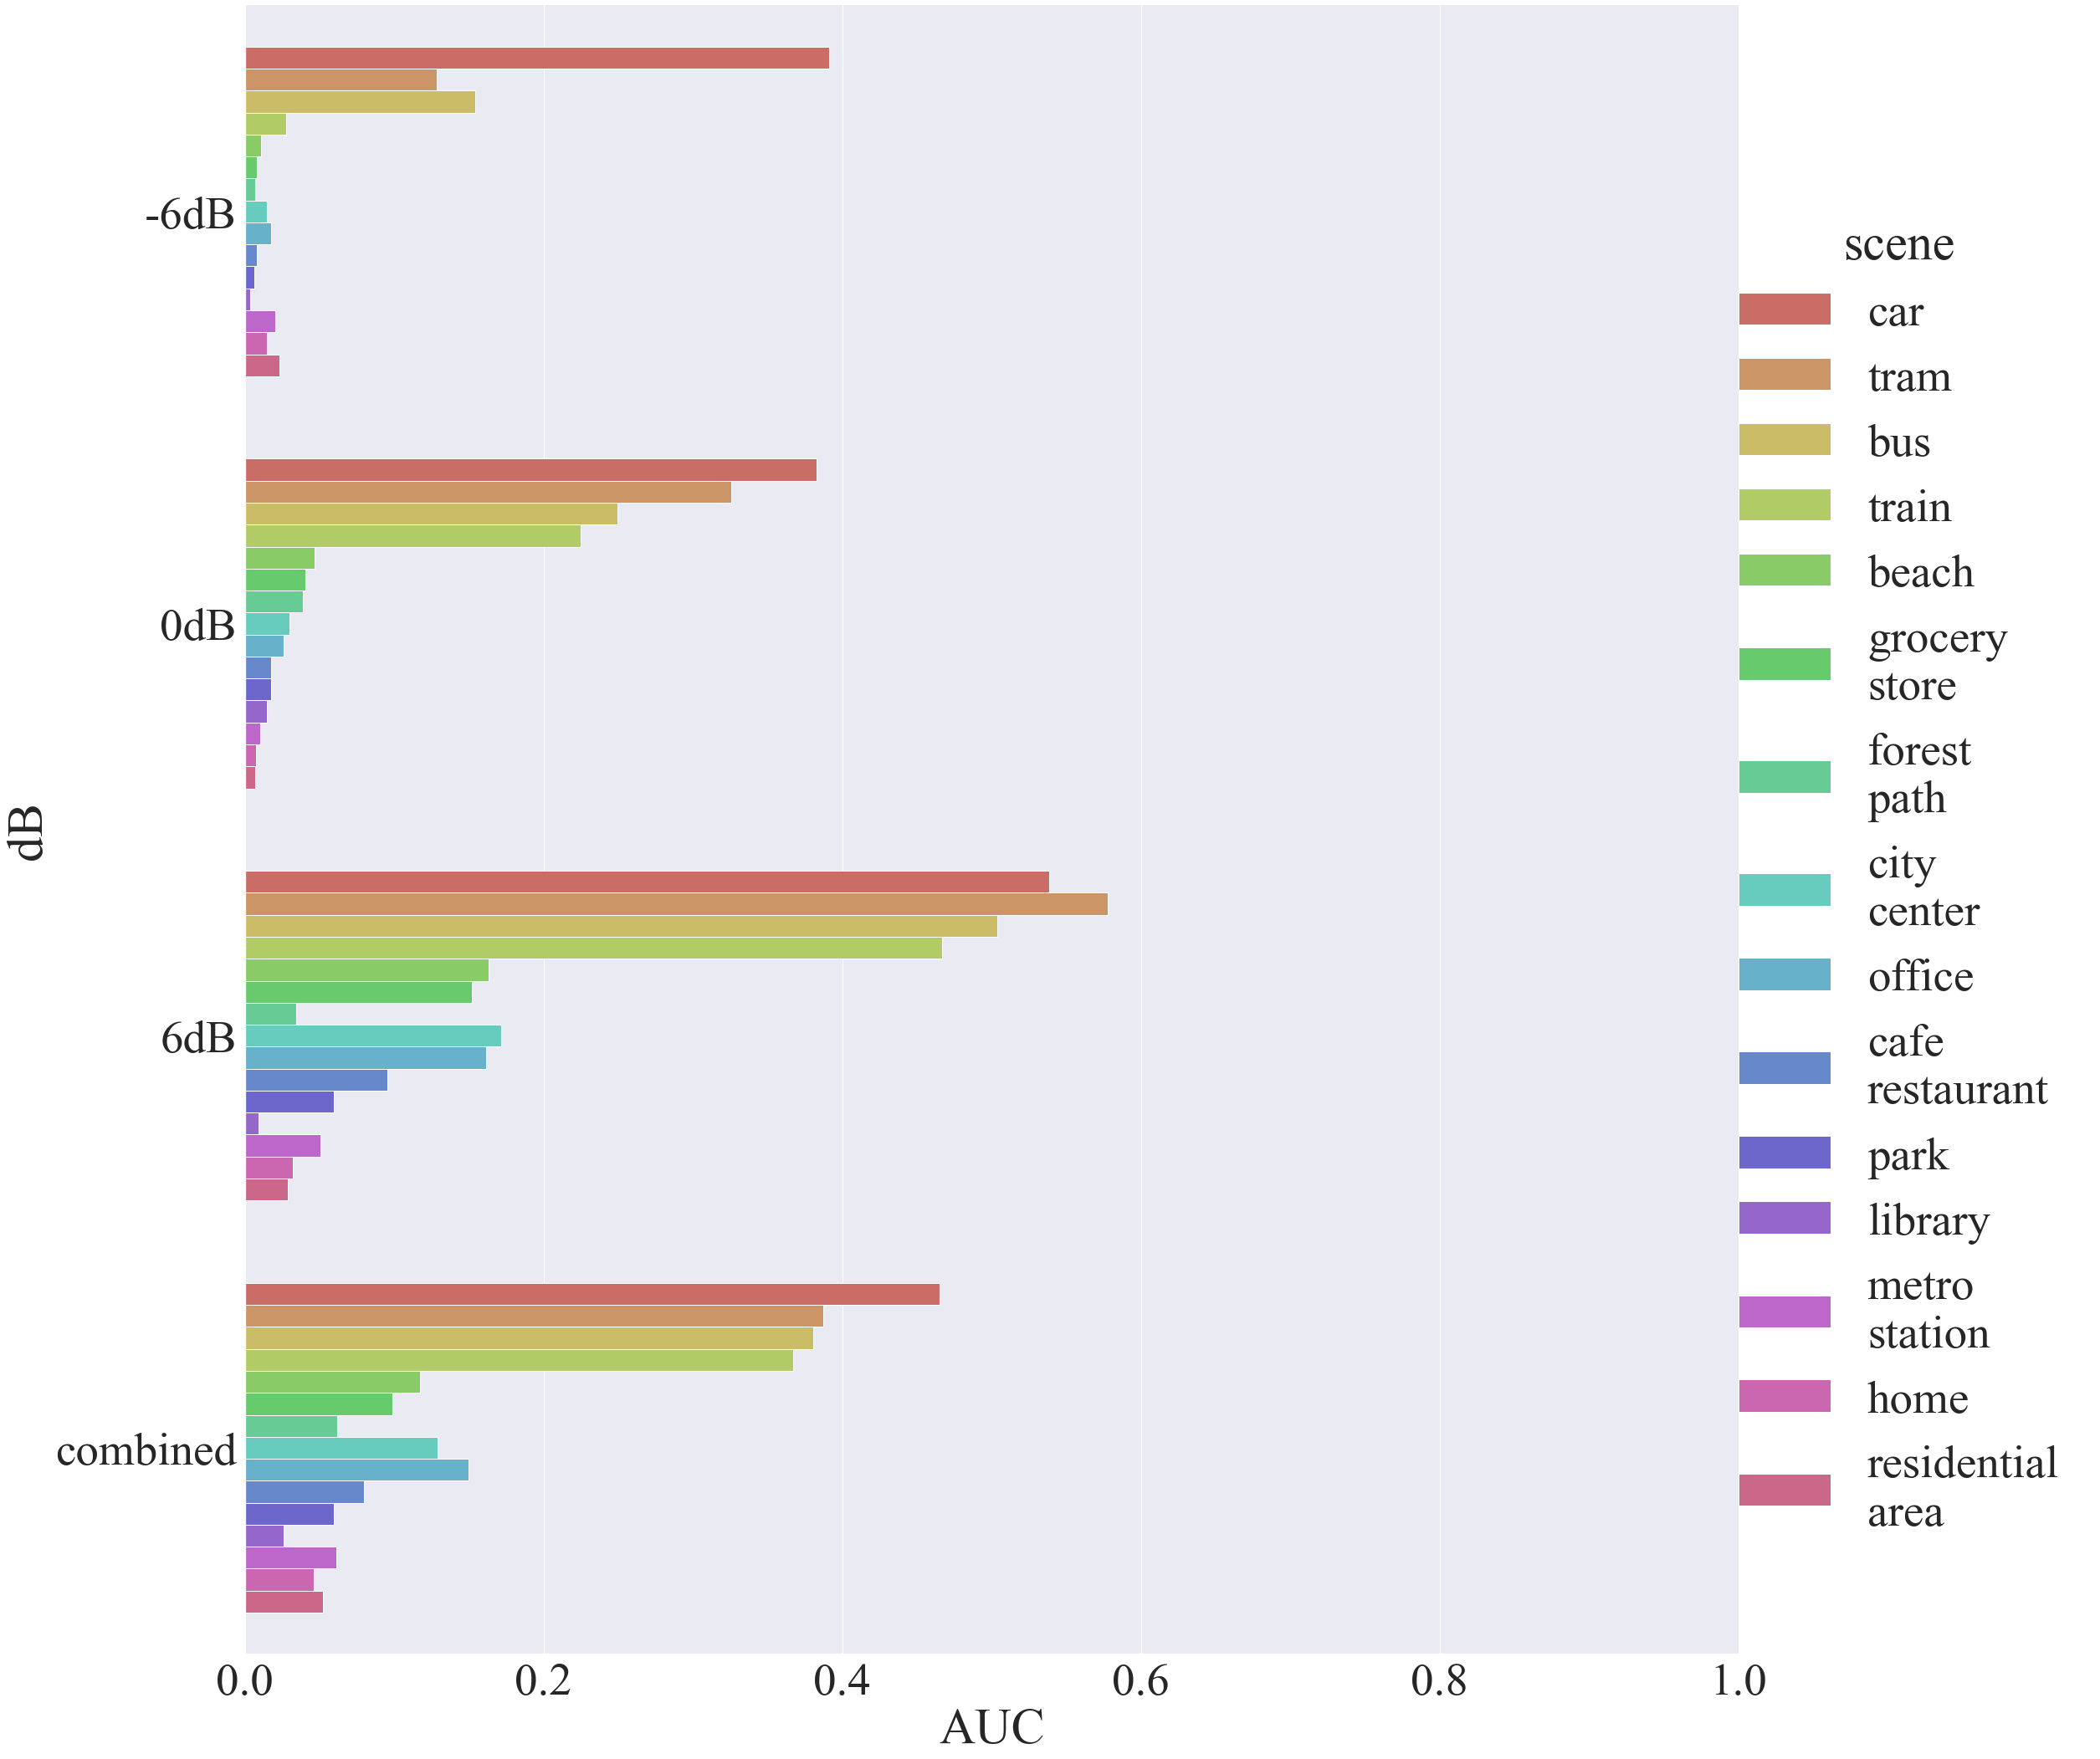 -6dB
0dB
6dB
combined
dB
0.0 0.2 0.4 0.6 0.8 1.0
AUC
scene
car
tram
bus
train
beach
grocery
store
forest
path
city
center
office
cafe
restaurant
park
library
metro
station
home
residential
area